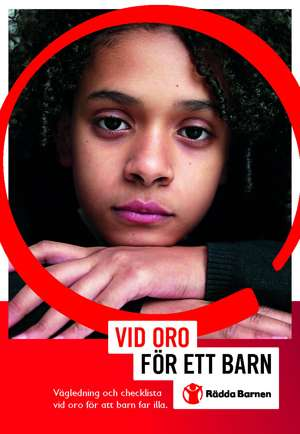 VID ORO
FÖR ETT BARN
Vägledning och checklista
vid oro för att barn far illa.
Rädda Barnen